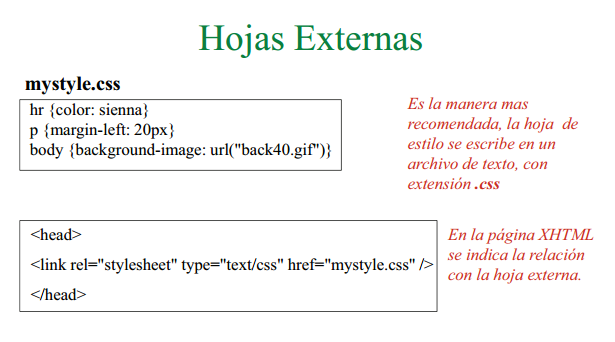 Hojas Externas
mystyle.css
hr {color: sienna}
p {margin-left: 20px}
body {background-image: url("back40.gif")}
Es la manera mas
recomendada, la hoja de
estilo se escribe en un
archivo de texto, con
extensión .css
<head>
<link rel="stylesheet" type="text/css" href="mystyle.css" />
</head>
En la página XHTML
se indica la relación
con la hoja externa.